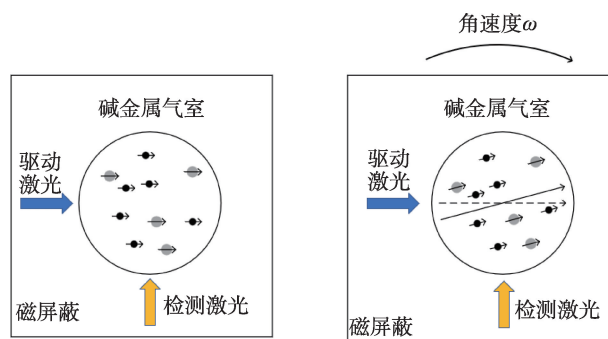 碱金属气室
驱动
激光
磁屏蔽
检测激光
角速度ω
碱金属气室
驱动
激光
检测激光
磁屏蔽